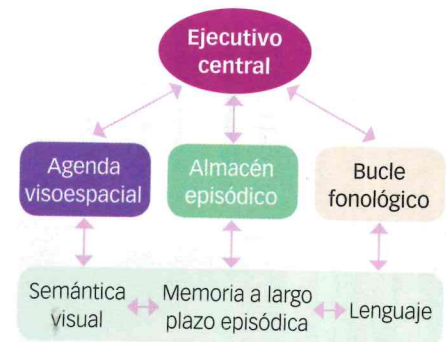 Ejecutivo
central
Agenda
visoespacial
Almacén
episódico
Bucle
fonológico
Semántica
visual
Memoria a largo
plazo episódica
Lenguaje